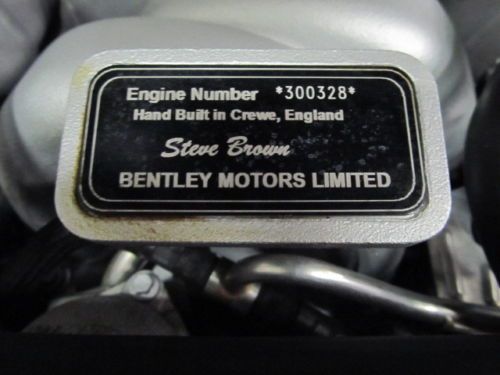 Engine Number *300328*
Hand Built in Crewe, England
Steve Brown
BENTLEY MOTORS LIMITED